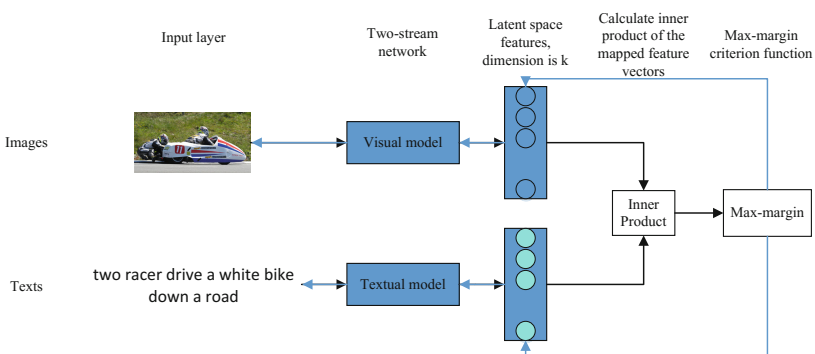 Input layer
Two-stream
network
Latent space
features,
dimension is k
Calculate inner
product of the
mapped feature
vectors
Max-margin
criterion function
Images
Visual model
Inner
Product
Max-margin
Texts
two racer drive a white bike
down a road
Textual model